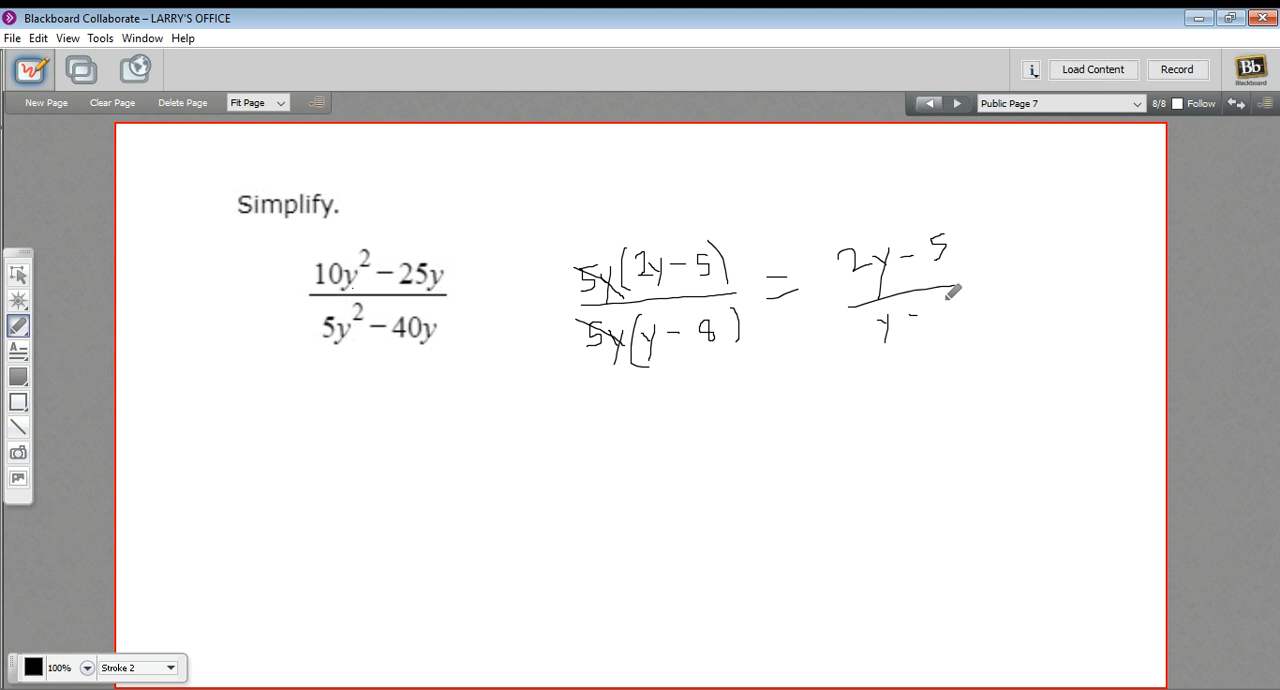 Blackboard Collaborate – LARRY'S OFFICE
File Edit View Tools Window Help
i Load Content Record Bb Blackboard
New Page Clear Page Delete Page Fit Page Public Page 7 8/8 Follow
Simplify.
10y² − 25y
5y² − 40y
5y(2y − 5)
5y(y − 8)
=
2y − 5
y -
A
100% Stroke 2